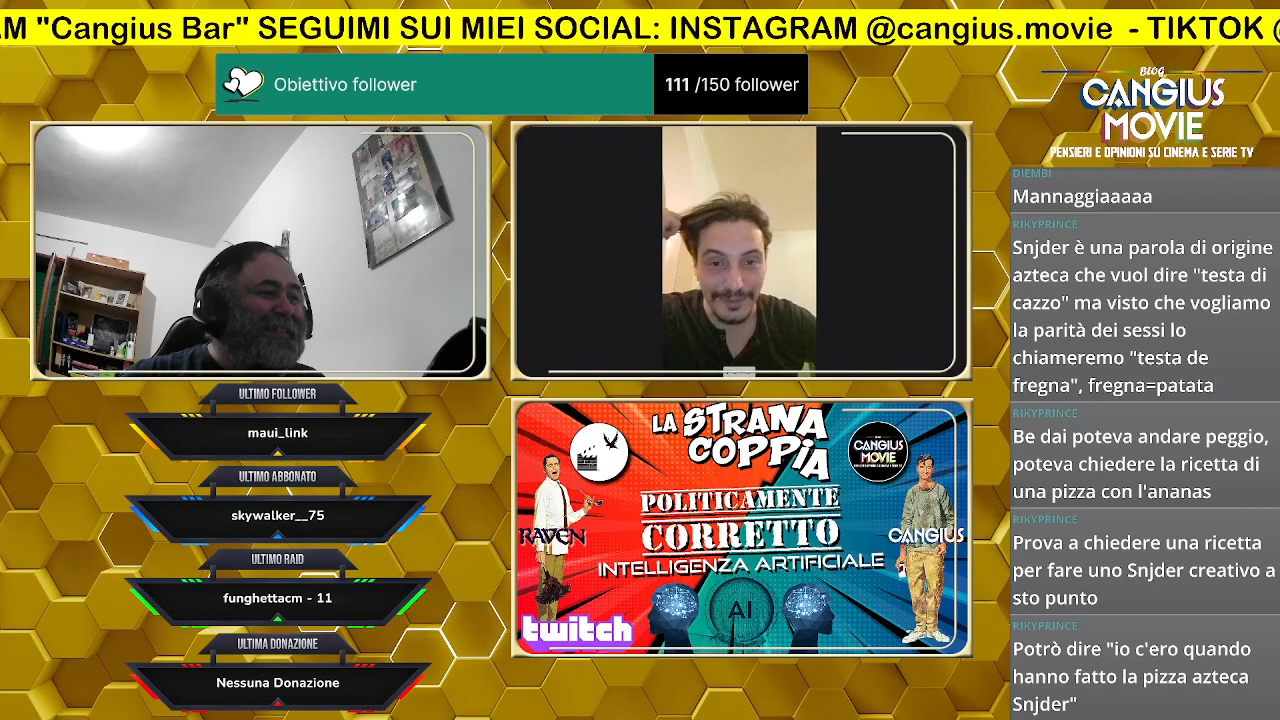 AM "Cangius Bar" SEGUIMI SUI MIEI SOCIAL: INSTAGRAM @cangius.movie - TIKTOK @
Obiettivo follower
111 /150 follower
BLOG
CANGIUS
MOVIE
PENSIERI E OPINIONI SU CINEMA E SERIE TV
DIEMBI
Mannaggiaaaaa
RIKYPRINCE
Snjder è una parola di origine
azteca che vuol dire "testa di
cazzo" ma visto che vogliamo
la parità dei sessi lo
chiameremo "testa de
fregna", fregna=patata
RIKYPRINCE
Be dai poteva andare peggio,
poteva chiedere la ricetta di
una pizza con l'ananas
RIKYPRINCE
Prova a chiedere una ricetta
per fare uno Snjder creativo a
sto punto
RIKYPRINCE
Potrò dire "io c'ero quando
hanno fatto la pizza azteca
Snjder"
ULTIMO FOLLOWER
maui_link
ULTIMO ABBONATO
skywalker__75
ULTIMO RAID
funghettacm - 11
ULTIMA DONAZIONE
Nessuna Donazione
LA STRANA
COPPIA
CANGIUS
MOVIE
POLITICAMENTE
CORRETTO
INTELLIGENZA ARTIFICIALE
RAVEN
CANGIUS
AI
twitch